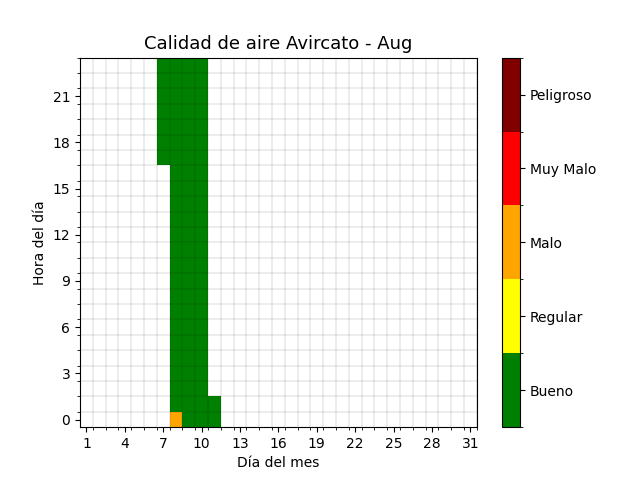 Calidad de aire Avircato - Aug
Peligroso
Muy Malo
Malo
Regular
Bueno
Hora del día
21
18
15
12
9
6
3
0
1 4 7 10 13 16 19 22 25 28 31
Día del mes